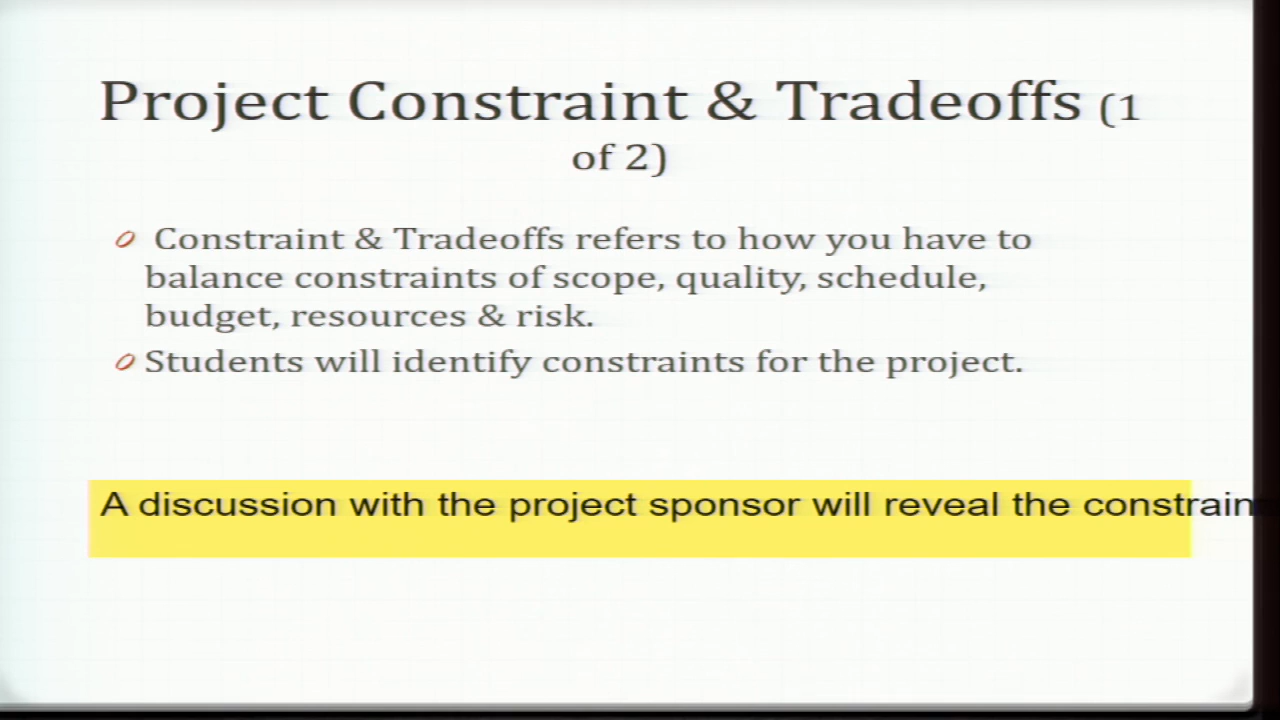 Project Constraint & Tradeoffs (1
of 2)
Constraint & Tradeoffs refers to how you have to
balance constraints of scope, quality, schedule,
budget, resources & risk.
Students will identify constraints for the project.
A discussion with the project sponsor will reveal the